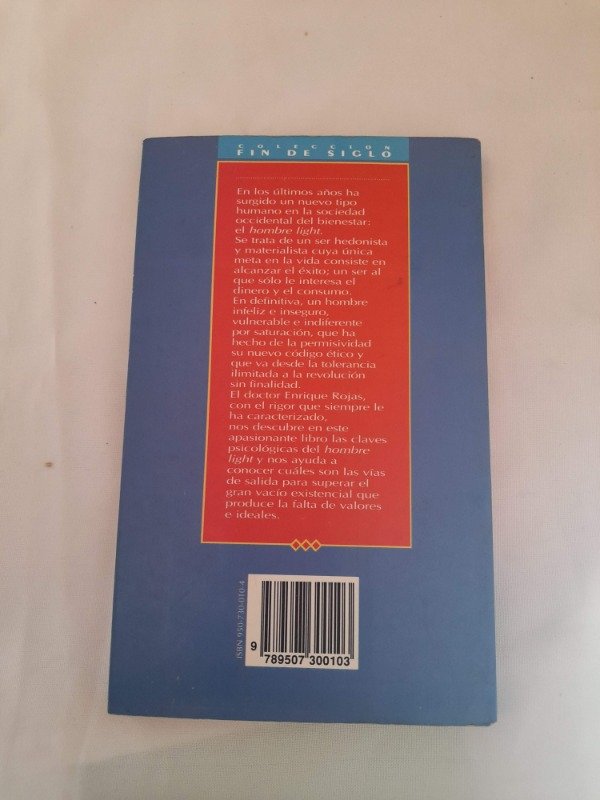 COLECCION
FIN DE SIGLO
En los últimos años ha
surgido un nuevo tipo
humano en la sociedad
occidental del bienestar:
el hombre light.
Se trata de un ser hedonista
y materialista cuya única
meta en la vida consiste en
alcanzar el éxito; un ser al
que sólo le interesa el
dinero y el consumo.
En definitiva, un hombre
infeliz e inseguro,
vulnerable e indiferente
por saturación, que ha
hecho de la permisividad
su nuevo código ético y
que va desde la tolerancia
ilimitada a la revolución
sin finalidad.
El doctor Enrique Rojas,
con el rigor que siempre le
ha caracterizado,
nos descubre en este
apasionante libro las claves
psicológicas del hombre
light y nos ayuda a
conocer cuáles son las vías
de salida para superar el
gran vacío existencial que
produce la falta de valores
e ideales.
ISBN 950-730-010-4
9 789507 300103